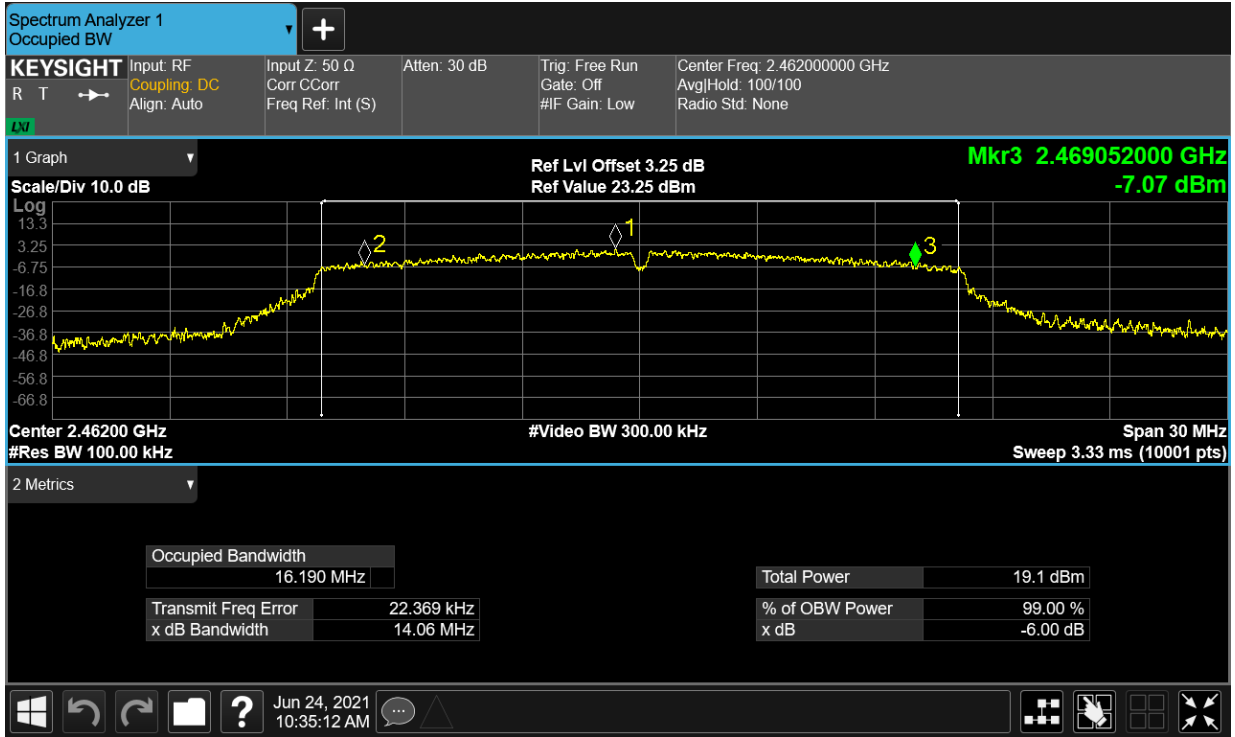 Spectrum Analyzer 1
Occupied BW
KEYSIGHT
R T
LXI
Input: RF
Coupling: DC
Align: Auto
Input Z: 50 Ω
Corr CCorr
Freq Ref: Int (S)
Atten: 30 dB
Trig: Free Run
Gate: Off
#IF Gain: Low
Center Freq: 2.462000000 GHz
Avg|Hold: 100/100
Radio Std: None
1 Graph
Scale/Div 10.0 dB
Ref Lvl Offset 3.25 dB
Ref Value 23.25 dBm
Mkr3 2.469052000 GHz
-7.07 dBm
Log
13.3
3.25
-6.75
-16.8
-26.8
-36.8
-46.8
-56.8
-66.8
2
1
3
Center 2.46200 GHz
#Res BW 100.00 kHz
#Video BW 300.00 kHz
Span 30 MHz
Sweep 3.33 ms (10001 pts)
2 Metrics
Occupied Bandwidth
16.190 MHz
Transmit Freq Error 22.369 kHz
x dB Bandwidth 14.06 MHz
Total Power 19.1 dBm
% of OBW Power 99.00 %
x dB -6.00 dB
?
Jun 24, 2021
10:35:12 AM